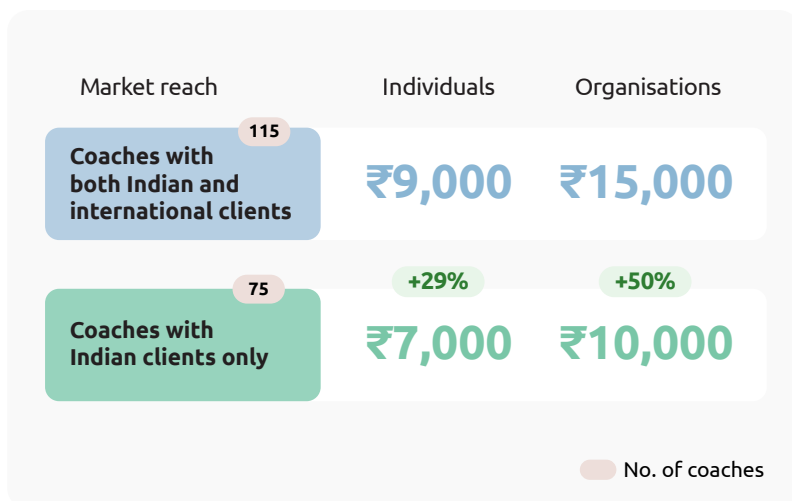 Market reach Individuals Organisations
115
Coaches with
both Indian and
international clients
₹9,000 ₹15,000
75
+29% +50%
Coaches with
Indian clients only
₹7,000 ₹10,000
No. of coaches